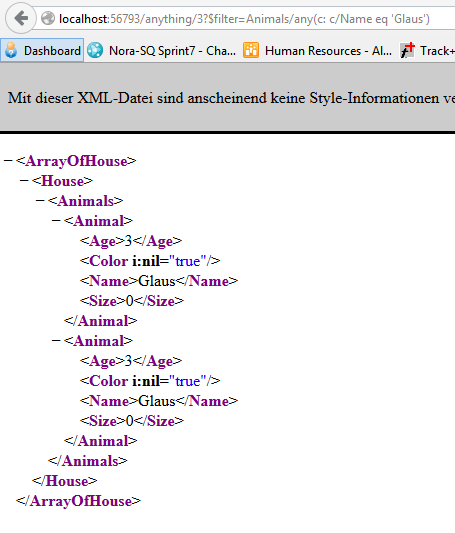 localhost:56793/anything/3?$filter=Animals/any(c: c/Name eq 'Glaus')
Dashboard Nora-SQ Sprint7 - Cha... Human Resources - Al... Track+
Mit dieser XML-Datei sind anscheinend keine Style-Informationen ve
− <ArrayOfHouse>
− <House>
− <Animals>
− <Animal>
<Age>3</Age>
<Color i:nil="true"/>
<Name>Glaus</Name>
<Size>0</Size>
</Animal>
− <Animal>
<Age>3</Age>
<Color i:nil="true"/>
<Name>Glaus</Name>
<Size>0</Size>
</Animal>
</Animals>
</House>
</ArrayOfHouse>